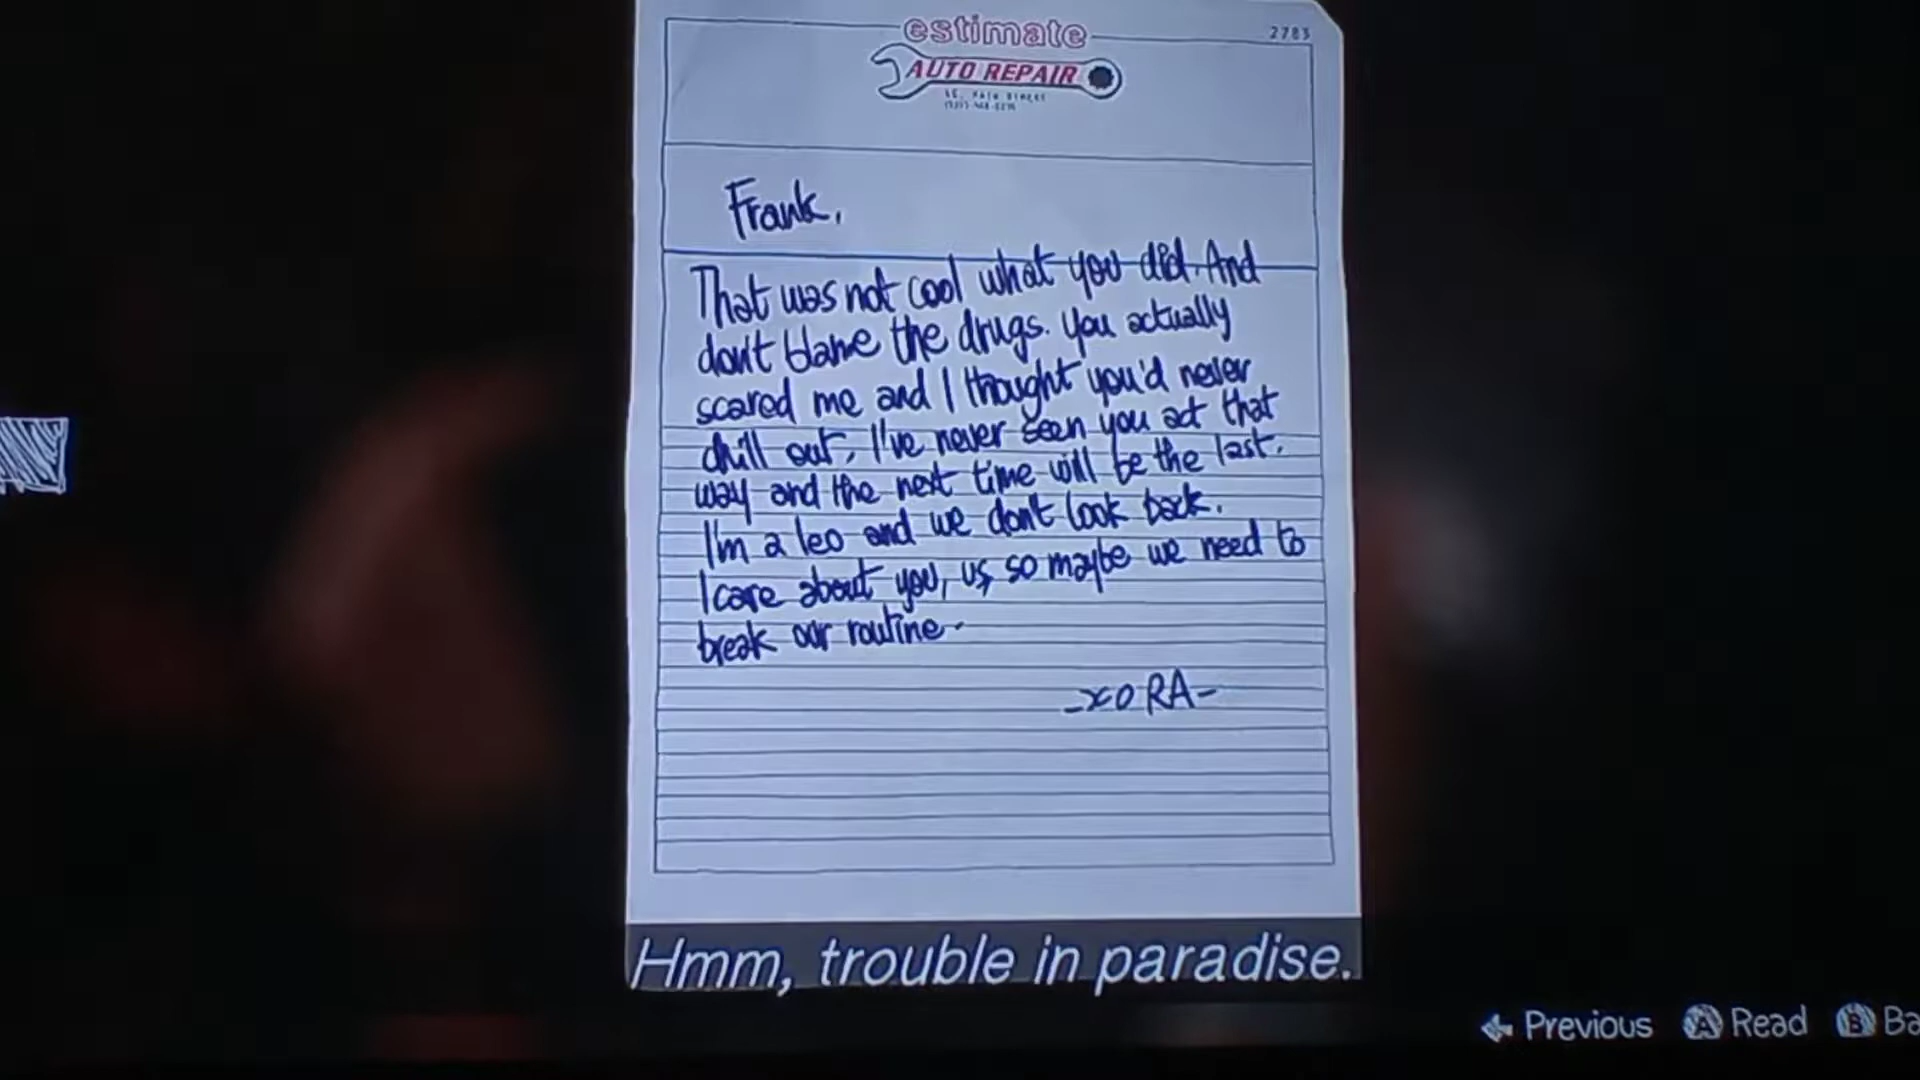 estimate
2783
AUTO REPAIR
Frank,
That was not cool what you did. And
don't blame the drugs. You actually
scared me and I thought you'd never
chill out. I've never seen you act that
way and the next time will be the last.
I'm a leo and we don't look back.
I care about you, us, so maybe we need to
break our routine.
-xo RA-
Hmm, trouble in paradise.
Previous A Read B Ba